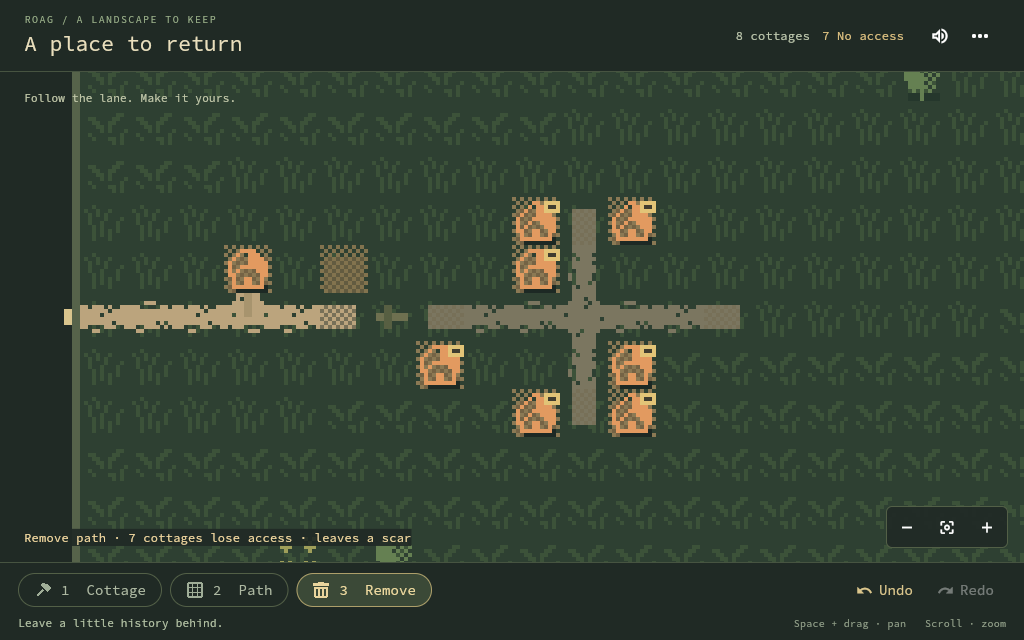 ROAG / A LANDSCAPE TO KEEP
A place to return
8 cottages 7 No access
Follow the lane. Make it yours.
Remove path · 7 cottages lose access · leaves a scar
1 Cottage
2 Path
3 Remove
Undo
Redo
Leave a little history behind.
Space + drag · pan Scroll · zoom